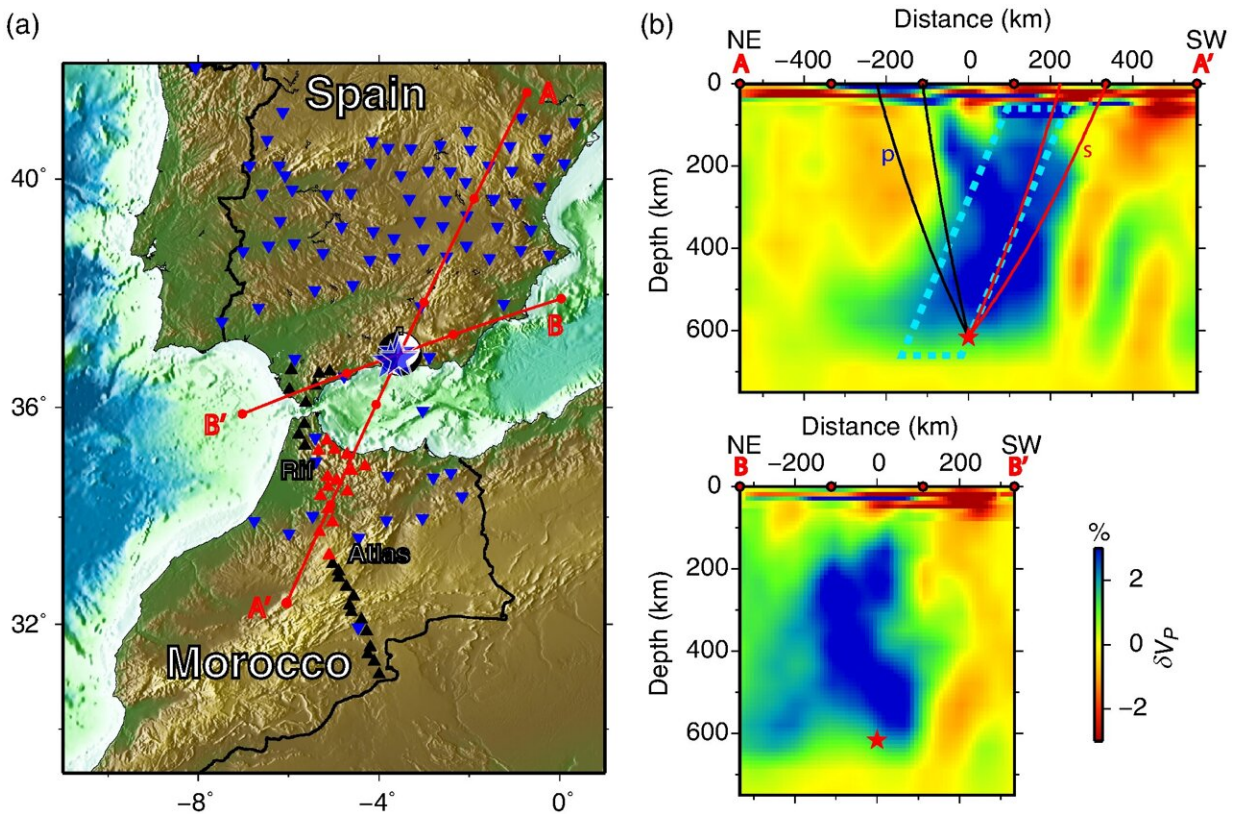 (a)
Spain
A
B
B′
Rif
Atlas
A′
Morocco
40°
36°
32°
−8°
−4°
0°
(b)
Distance (km)
NE
SW
A
−400
−200
0
200
400
A′
0
200
400
600
Depth (km)
p
s
Distance (km)
NE
SW
B
−200
0
200
B′
0
200
400
600
Depth (km)
%
2
0
−2
δV_P